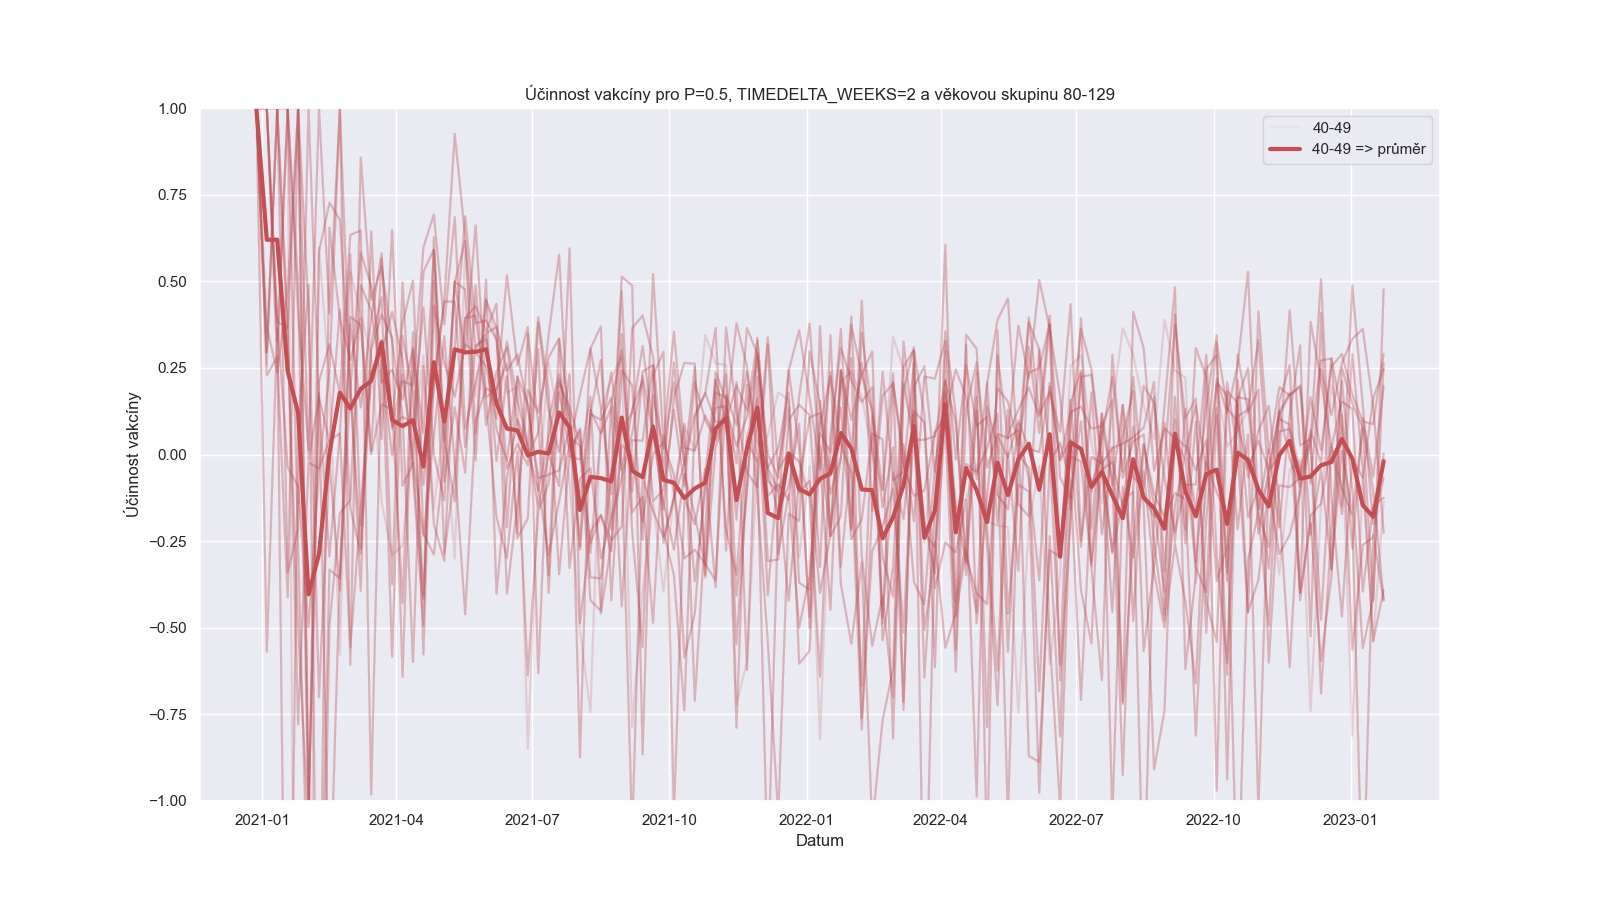 Účinnost vakcíny pro P=0.5, TIMEDELTA_WEEKS=2 a věkovou skupinu 80-129
40-49
40-49 => průměr
Účinnost vakcíny
1.00
0.75
0.50
0.25
0.00
−0.25
−0.50
−0.75
−1.00
2021-01 2021-04 2021-07 2021-10 2022-01 2022-04 2022-07 2022-10 2023-01
Datum